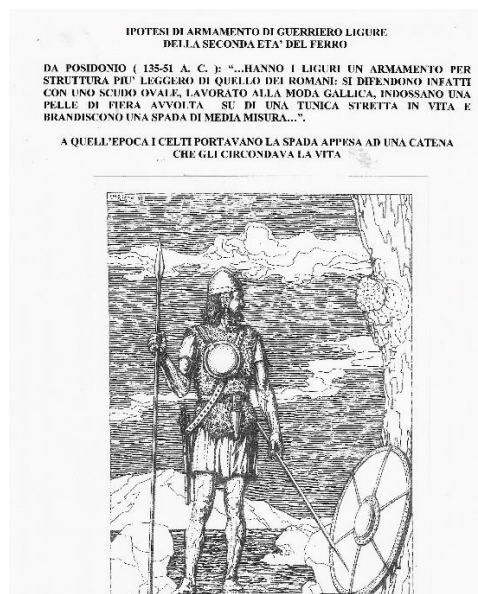 IPOTESI DI ARMAMENTO DI GUERRIERO LIGURE
DELLA SECONDA ETA' DEL FERRO
DA POSIDONIO ( 135-51 A. C. ): "…HANNO I LIGURI UN ARMAMENTO PER
STRUTTURA PIU' LEGGERO DI QUELLO DEI ROMANI: SI DIFENDONO INFATTI
CON UNO SCUDO OVALE, LAVORATO ALLA MODA GALLICA, INDOSSANO UNA
PELLE DI FIERA AVVOLTA SU DI UNA TUNICA STRETTA IN VITA E
BRANDISCONO UNA SPADA DI MEDIA MISURA…".
A QUELL'EPOCA I CELTI PORTAVANO LA SPADA APPESA AD UNA CATENA
CHE GLI CIRCONDAVA LA VITA